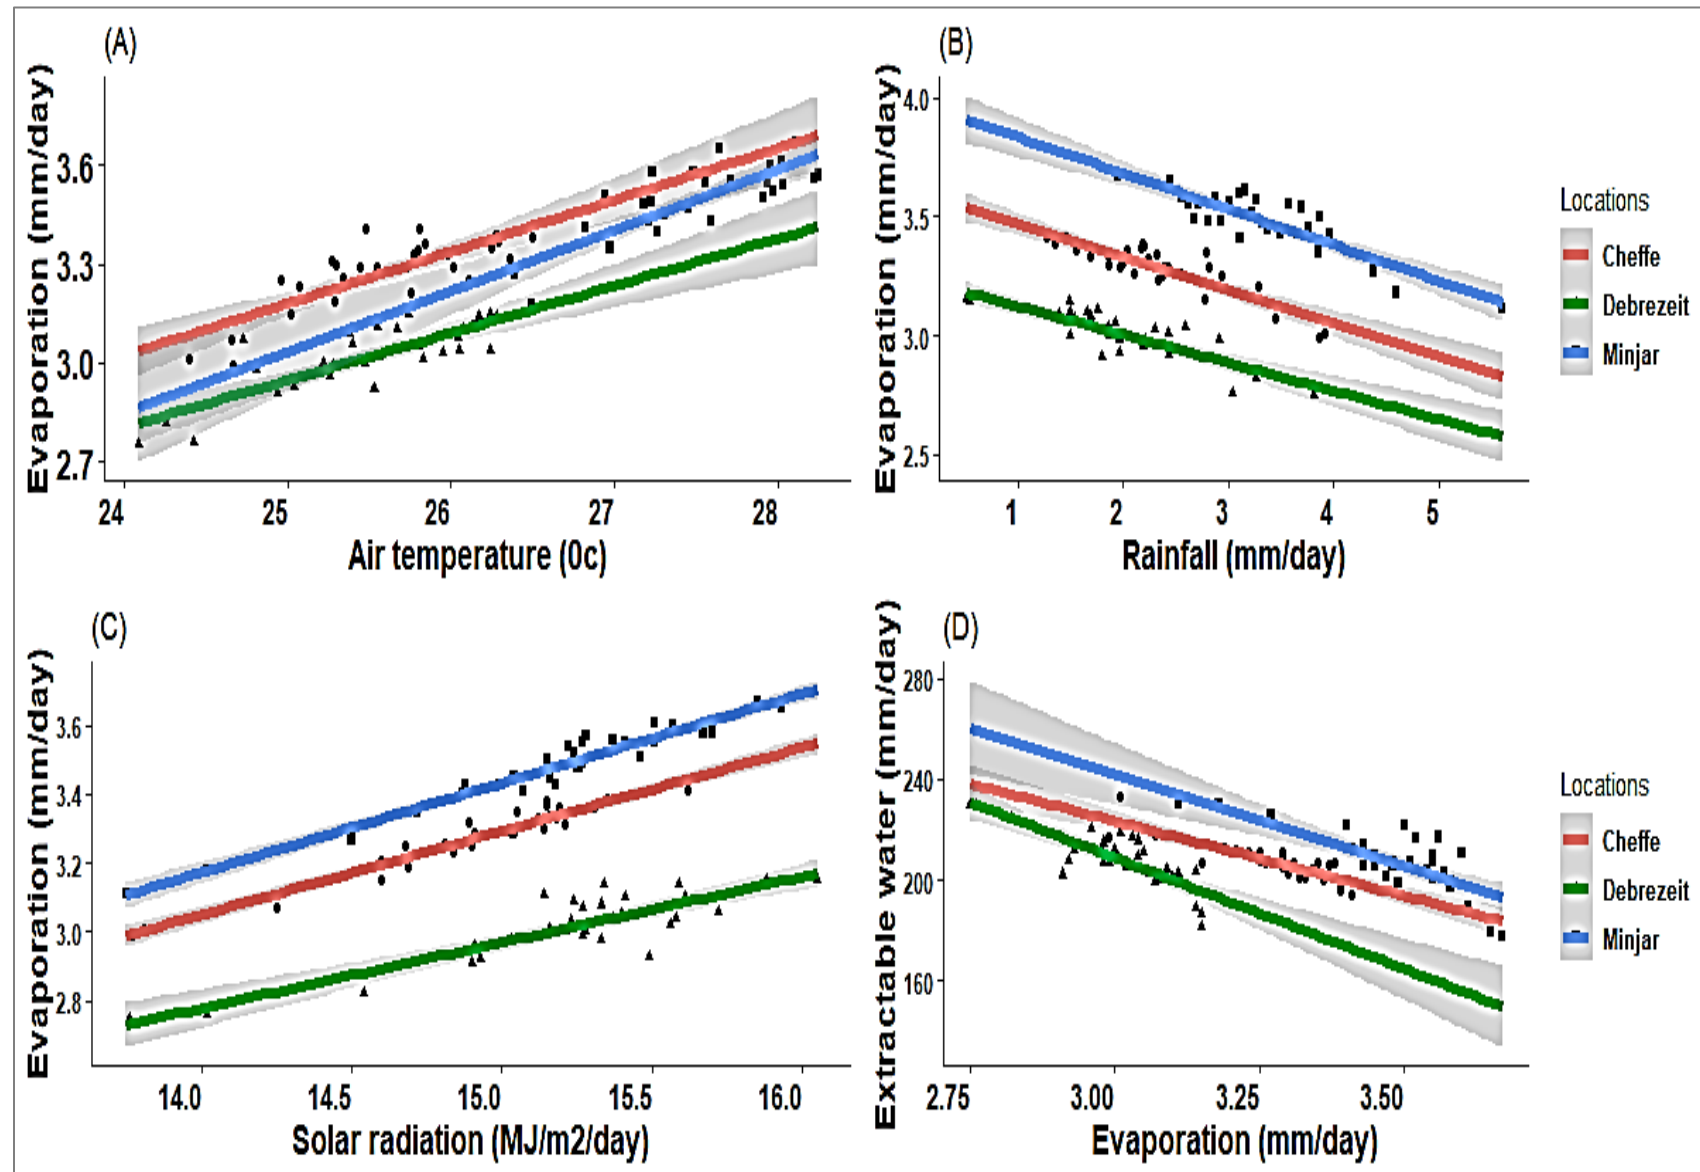 (A)
Evaporation (mm/day)
3.6
3.3
3.0
2.7
24 25 26 27 28
Air temperature (0c)
(B)
Evaporation (mm/day)
4.0
3.5
3.0
2.5
1 2 3 4 5
Rainfall (mm/day)
Locations
Cheffe
Debrezeit
Minjar
(C)
Evaporation (mm/day)
3.6
3.4
3.2
3.0
2.8
14.0 14.5 15.0 15.5 16.0
Solar radiation (MJ/m2/day)
(D)
Extractable water (mm/day)
280
240
200
160
2.75 3.00 3.25 3.50
Evaporation (mm/day)
Locations
Cheffe
Debrezeit
Minjar